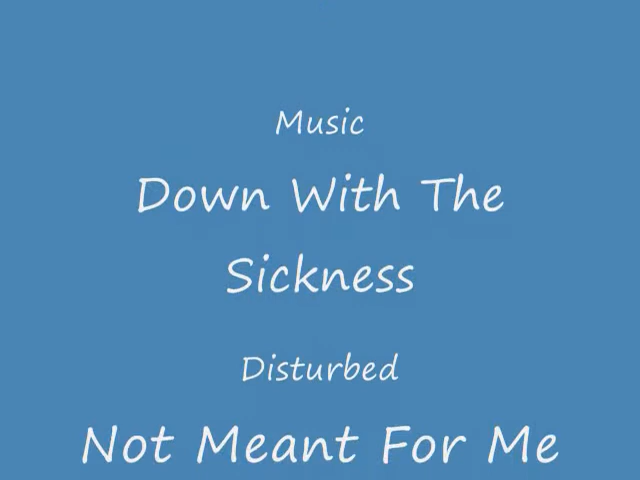 Music
Down With The
Sickness
Disturbed
Not Meant For Me